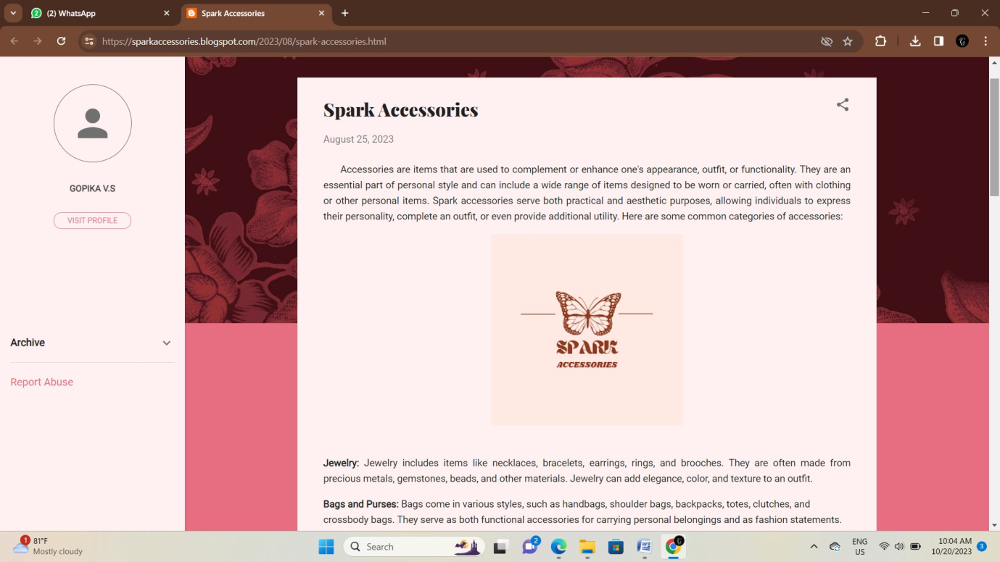 (2) WhatsApp
Spark Accessories
https://sparkaccessories.blogspot.com/2023/08/spark-accessories.html
GOPIKA V.S
VISIT PROFILE
Archive
Report Abuse
Spark Accessories
August 25, 2023
Accessories are items that are used to complement or enhance one's appearance, outfit, or functionality. They are an
essential part of personal style and can include a wide range of items designed to be worn or carried, often with clothing
or other personal items. Spark accessories serve both practical and aesthetic purposes, allowing individuals to express
their personality, complete an outfit, or even provide additional utility. Here are some common categories of accessories:
SPARK
ACCESSORIES
Jewelry: Jewelry includes items like necklaces, bracelets, earrings, rings, and brooches. They are often made from
precious metals, gemstones, beads, and other materials. Jewelry can add elegance, color, and texture to an outfit.
Bags and Purses: Bags come in various styles, such as handbags, shoulder bags, backpacks, totes, clutches, and
crossbody bags. They serve as both functional accessories for carrying personal belongings and as fashion statements.
1
81°F
Mostly cloudy
Search
2
ENG
US
10:04 AM
10/20/2023
3